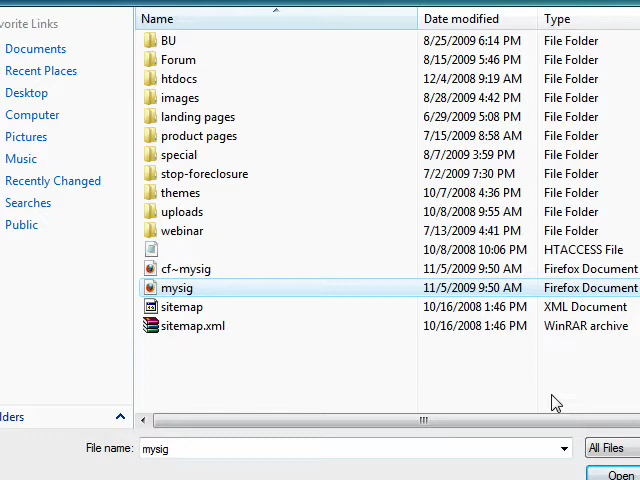 avorite Links
Documents
Recent Places
Desktop
Computer
Pictures
Music
Recently Changed
Searches
Public
olders
Name Date modified Type
BU 8/25/2009 6:14 PM File Folder
Forum 8/15/2009 5:46 PM File Folder
htdocs 12/4/2008 9:19 AM File Folder
images 8/28/2009 4:42 PM File Folder
landing pages 6/29/2009 5:08 PM File Folder
product pages 7/15/2009 8:58 AM File Folder
special 8/7/2009 3:59 PM File Folder
stop-foreclosure 7/2/2009 7:30 PM File Folder
themes 10/7/2008 4:36 PM File Folder
uploads 10/8/2008 9:55 AM File Folder
webinar 7/13/2009 4:41 PM File Folder
10/8/2008 10:06 PM HTACCESS File
cf~mysig 11/5/2009 9:50 AM Firefox Document
mysig 11/5/2009 9:50 AM Firefox Document
sitemap 10/16/2008 1:46 PM XML Document
sitemap.xml 10/16/2008 1:46 PM WinRAR archive
File name: mysig All Files
Open